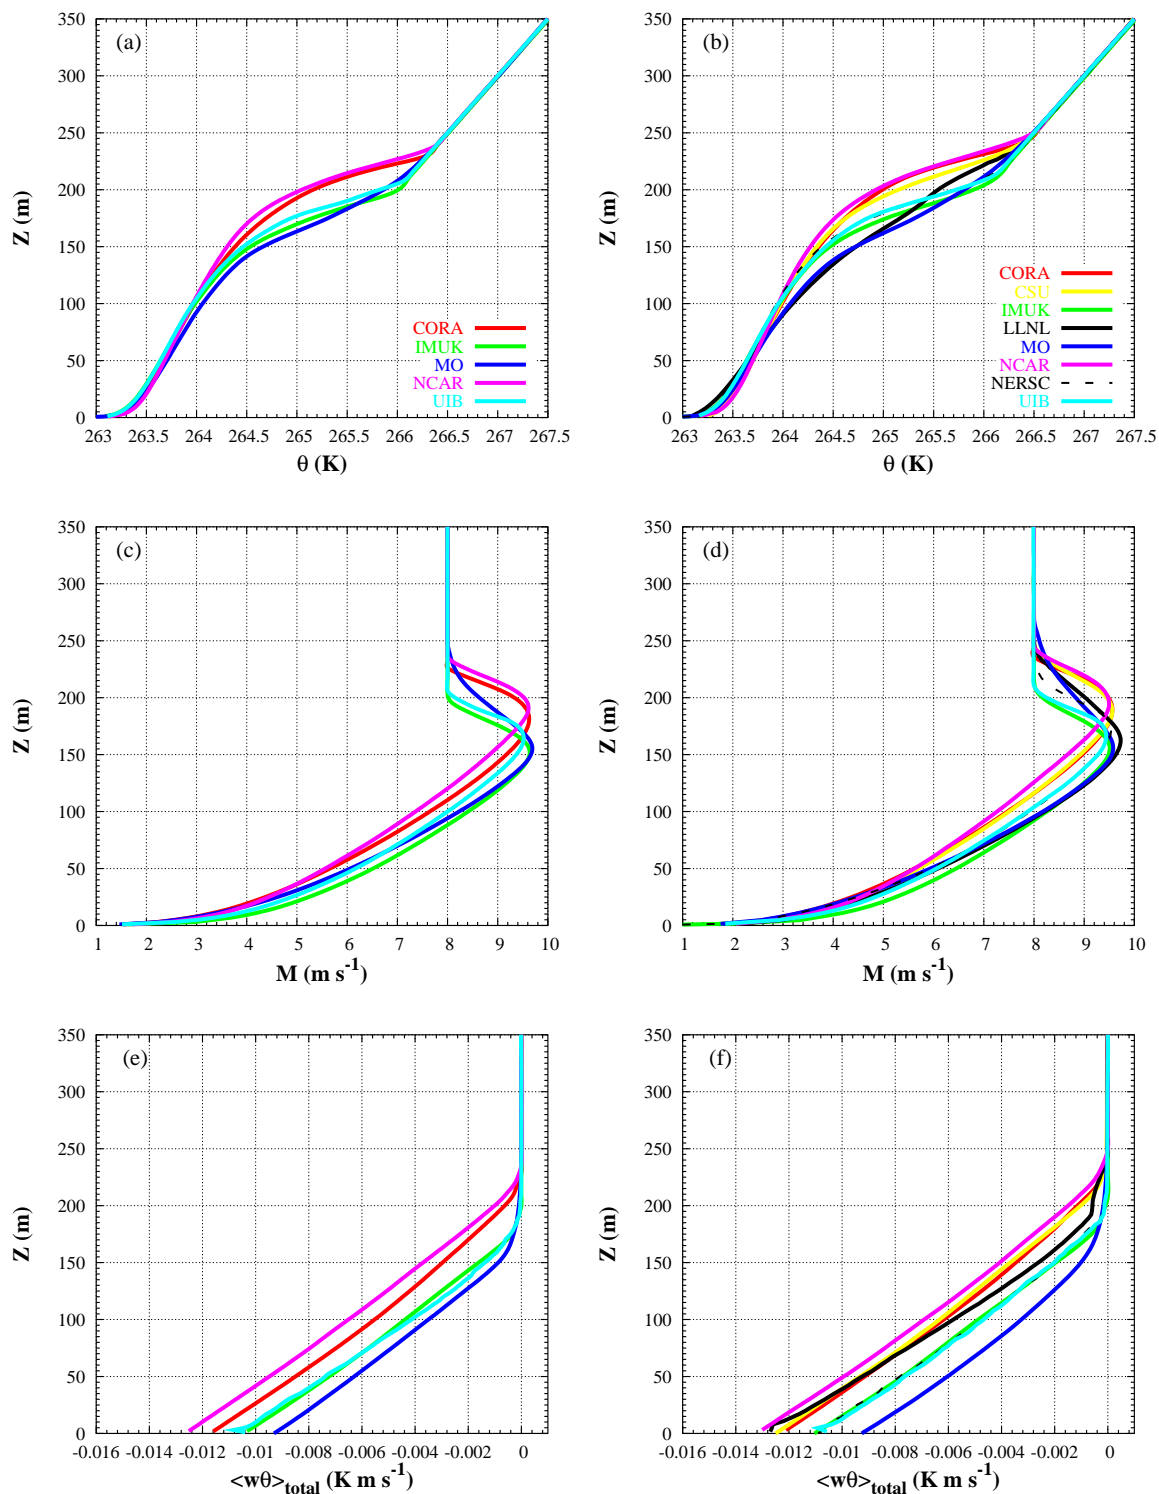 (a)
350
300
250
200
150
100
50
0
Z (m)
CORA
IMUK
MO
NCAR
UIB
263 263.5 264 264.5 265 265.5 266 266.5 267 267.5
θ (K)
(b)
350
300
250
200
150
100
50
0
Z (m)
CORA
CSU
IMUK
LLNL
MO
NCAR
NERSC
UIB
263 263.5 264 264.5 265 265.5 266 266.5 267 267.5
θ (K)
(c)
350
300
250
200
150
100
50
0
Z (m)
1 2 3 4 5 6 7 8 9 10
M (m s⁻¹)
(d)
350
300
250
200
150
100
50
0
Z (m)
1 2 3 4 5 6 7 8 9 10
M (m s⁻¹)
(e)
350
300
250
200
150
100
50
0
Z (m)
-0.016 -0.014 -0.012 -0.01 -0.008 -0.006 -0.004 -0.002 0
<wθ>total (K m s⁻¹)
(f)
350
300
250
200
150
100
50
0
Z (m)
-0.016 -0.014 -0.012 -0.01 -0.008 -0.006 -0.004 -0.002 0
<wθ>total (K m s⁻¹)